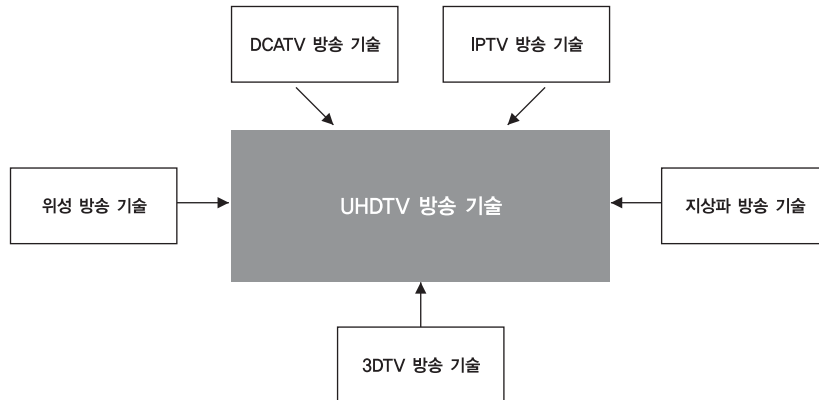 DCATV 방송 기술
IPTV 방송 기술
위성 방송 기술
UHDTV 방송 기술
지상파 방송 기술
3DTV 방송 기술